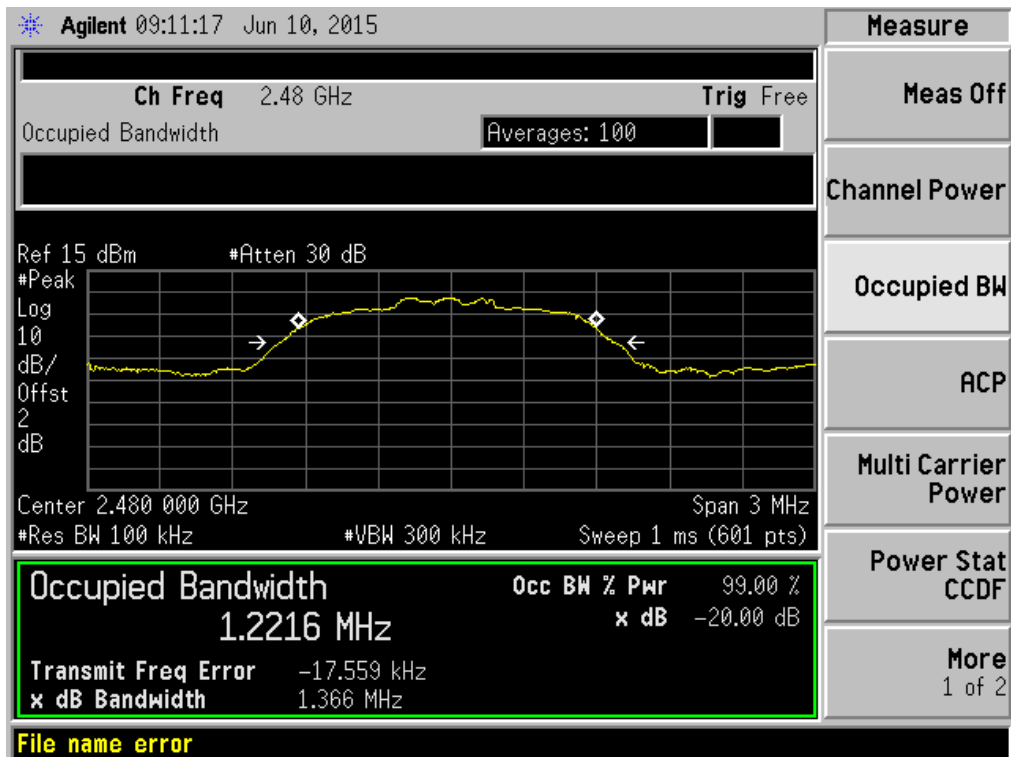 Agilent 09:11:17 Jun 10, 2015
Measure
Ch Freq 2.48 GHz Trig Free
Occupied Bandwidth Averages: 100
Meas Off
Channel Power
Occupied BW
ACP
Multi Carrier
Power
Power Stat
CCDF
More
1 of 2
Ref 15 dBm #Atten 30 dB
#Peak
Log
10
dB/
Offst
2
dB
Center 2.480 000 GHz Span 3 MHz
#Res BW 100 kHz #VBW 300 kHz Sweep 1 ms (601 pts)
Occupied Bandwidth
1.2216 MHz
Occ BW % Pwr 99.00 %
x dB -20.00 dB
Transmit Freq Error -17.559 kHz
x dB Bandwidth 1.366 MHz
File name error